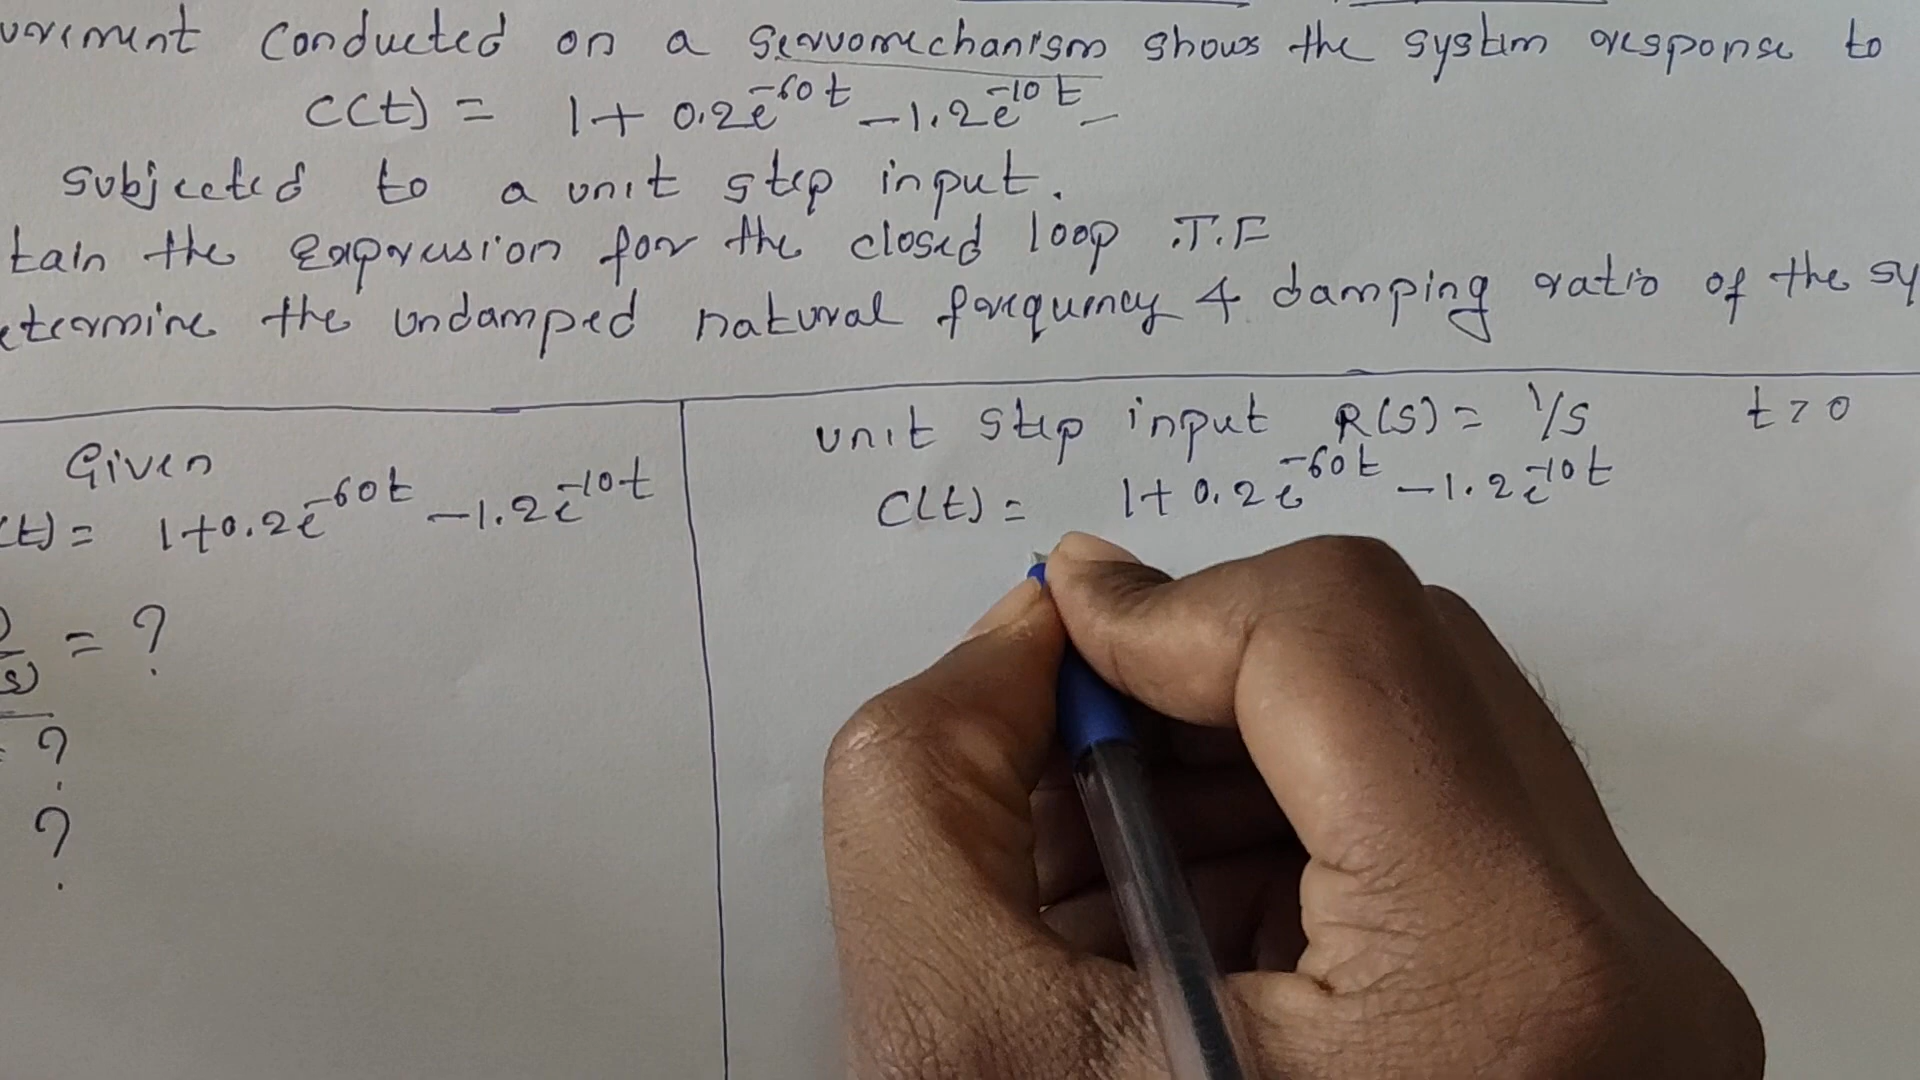 urement conducted on a servomechanism shows the system response to
C(t) = 1 + 0.2e^-60t - 1.2e^-10t
subjected to a unit step input.
tain the expression for the closed loop T.F
etermine the undamped natural frequency & damping ratio of the sy
Given
(t) = 1+0.2e^-60t - 1.2e^-10t
s) = ?
= ?
?
unit step input R(s) = 1/s t>0
C(t) = 1+0.2e^-60t - 1.2e^-10t